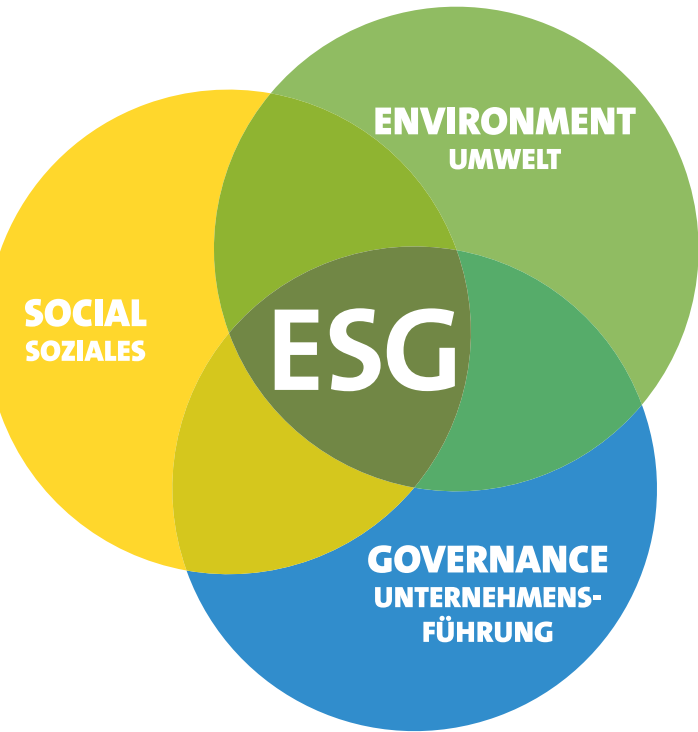 ENVIRONMENT
UMWELT
SOCIAL
SOZIALES
ESG
GOVERNANCE
UNTERNEHMENS-
FÜHRUNG